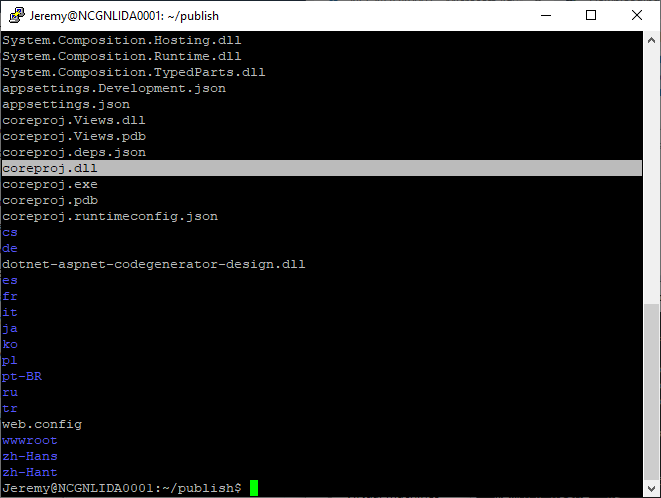 Jeremy@NCGNLIDA0001: ~/publish
System.Composition.Hosting.dll
System.Composition.Runtime.dll
System.Composition.TypedParts.dll
appsettings.Development.json
appsettings.json
coreproj.Views.dll
coreproj.Views.pdb
coreproj.deps.json
coreproj.dll
coreproj.exe
coreproj.pdb
coreproj.runtimeconfig.json
cs
de
dotnet-aspnet-codegenerator-design.dll
es
fr
it
ja
ko
pl
pt-BR
ru
tr
web.config
wwwroot
zh-Hans
zh-Hant
Jeremy@NCGNLIDA0001:~/publish$